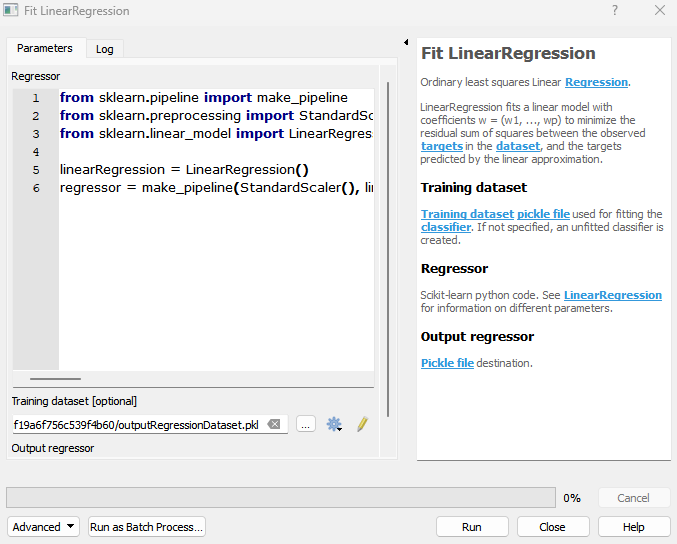 Fit LinearRegression
?
Parameters
Log
Regressor
1 from sklearn.pipeline import make_pipeline
2 from sklearn.preprocessing import StandardSc
3 from sklearn.linear_model import LinearRegres
4
5 linearRegression = LinearRegression()
6 regressor = make_pipeline(StandardScaler(), li
Training dataset [optional]
f19a6f756c539f4b60/outputRegressionDataset.pkl
...
Output regressor
Fit LinearRegression
Ordinary least squares Linear Regression.
LinearRegression fits a linear model with
coefficients w = (w1, ..., wp) to minimize the
residual sum of squares between the observed
targets in the dataset, and the targets
predicted by the linear approximation.
Training dataset
Training dataset pickle file used for fitting the
classifier. If not specified, an unfitted classifier is
created.
Regressor
Scikit-learn python code. See LinearRegression
for information on different parameters.
Output regressor
Pickle file destination.
0%
Cancel
Advanced
Run as Batch Process...
Run
Close
Help